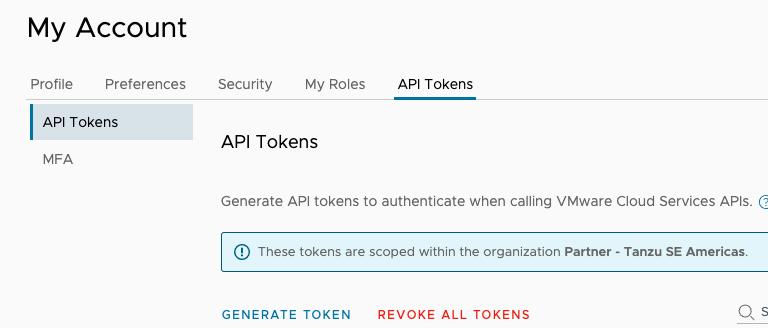 My Account
Profile Preferences Security My Roles API Tokens
API Tokens
MFA
API Tokens
Generate API tokens to authenticate when calling VMware Cloud Services APIs.
These tokens are scoped within the organization Partner - Tanzu SE Americas.
GENERATE TOKEN REVOKE ALL TOKENS